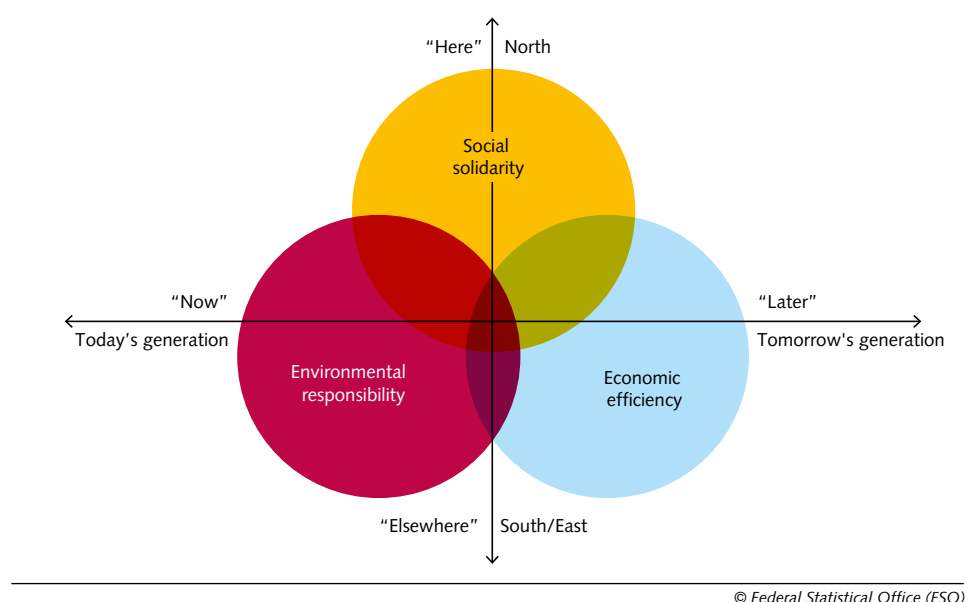 “Here” North
Social
solidarity
“Now” “Later”
Today’s generation Tomorrow's generation
Environmental
responsibility
Economic
efficiency
“Elsewhere” South/East
© Federal Statistical Office (FSO)